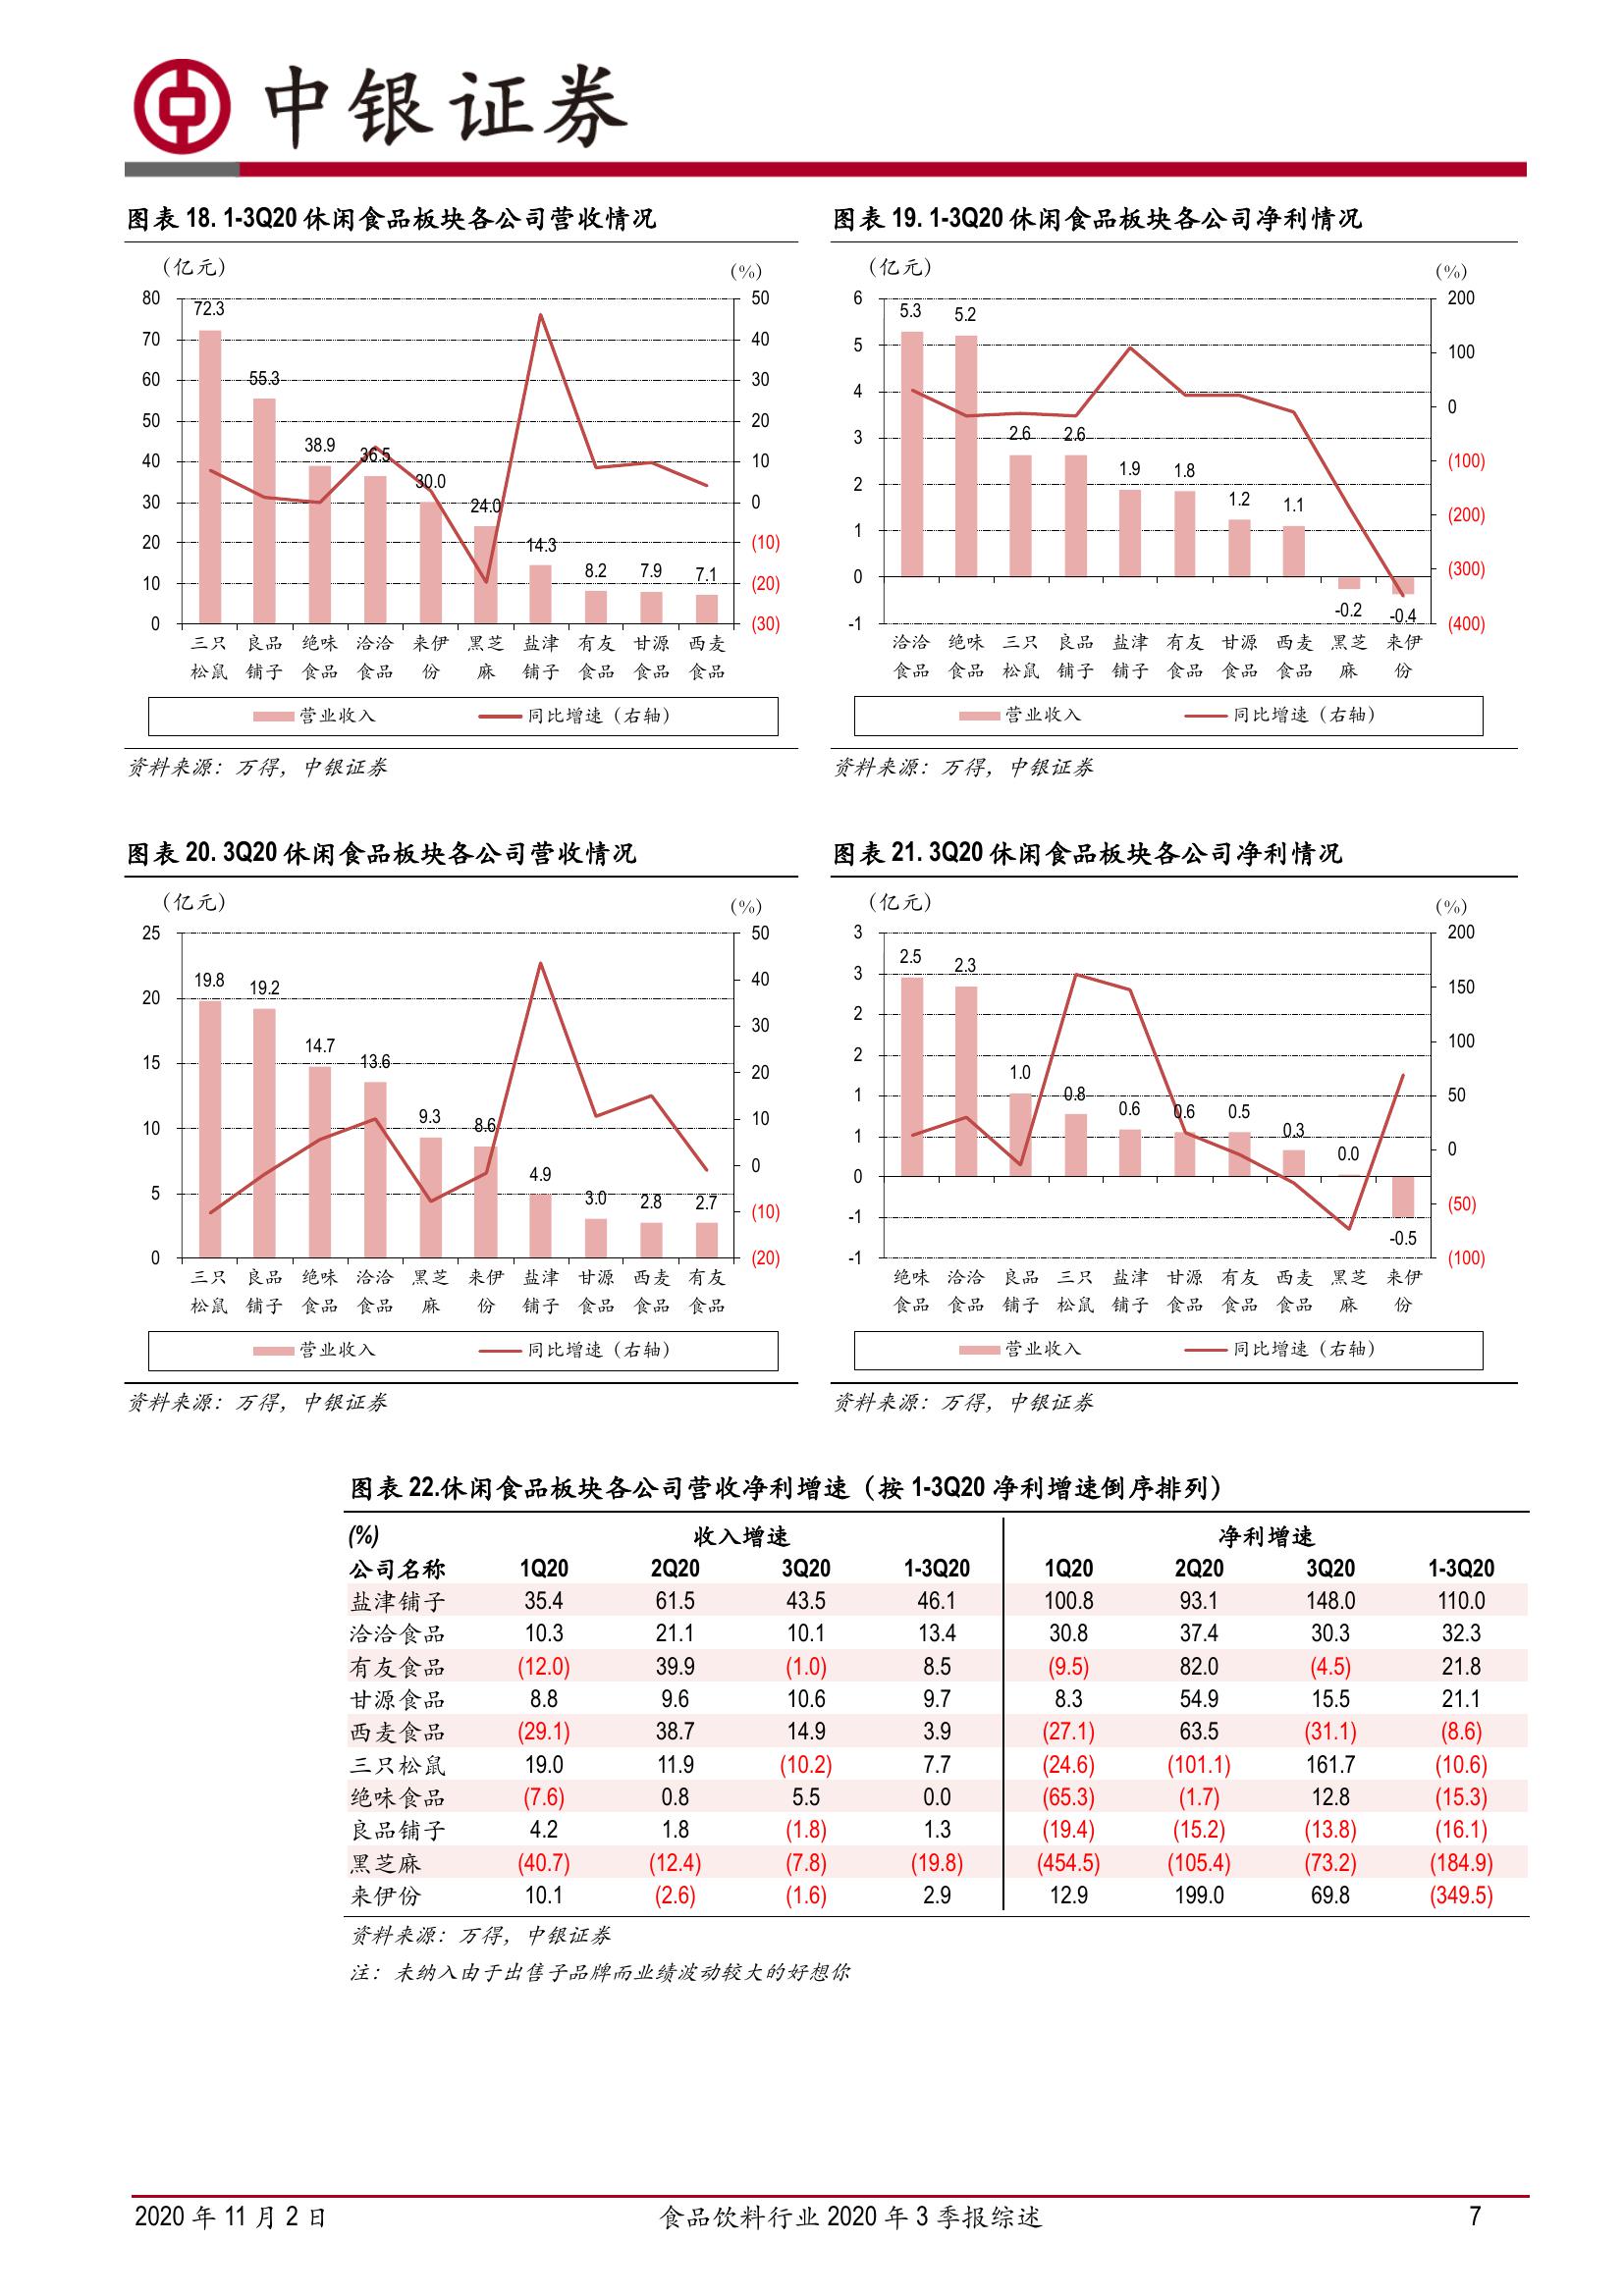 中银证券
图表 18. 1-3Q20 休闲食品板块各公司营收情况
(亿元) (%)
80 70 60 50 40 30 20 10 0
50 40 30 20 10 0 (10) (20) (30)
72.3 55.3 38.9 36.5 30.0 24.0 14.3 8.2 7.9 7.1
三只 良品 绝味 洽洽 来伊 黑芝 盐津 有友 甘源 西麦
松鼠 铺子 食品 食品 份 麻 铺子 食品 食品 食品
营业收入 同比增速（右轴）
资料来源：万得，中银证券
图表 19. 1-3Q20 休闲食品板块各公司净利情况
(亿元) (%)
6 5 4 3 2 1 0 -1
200 100 0 (100) (200) (300) (400)
5.3 5.2 2.6 2.6 1.9 1.8 1.2 1.1 -0.2 -0.4
洽洽 绝味 三只 良品 盐津 有友 甘源 西麦 黑芝 来伊
食品 食品 松鼠 铺子 铺子 食品 食品 食品 麻 份
营业收入 同比增速（右轴）
资料来源：万得，中银证券
图表 20. 3Q20 休闲食品板块各公司营收情况
(亿元) (%)
25 20 15 10 5 0
50 40 30 20 10 0 (10) (20)
19.8 19.2 14.7 13.6 9.3 8.6 4.9 3.0 2.8 2.7
三只 良品 绝味 洽洽 黑芝 来伊 盐津 甘源 西麦 有友
松鼠 铺子 食品 食品 麻 份 铺子 食品 食品 食品
营业收入 同比增速（右轴）
资料来源：万得，中银证券
图表 21. 3Q20 休闲食品板块各公司净利情况
(亿元) (%)
3 3 2 2 1 1 0 -1 -1
200 150 100 50 0 (50) (100)
2.5 2.3 1.0 0.8 0.6 0.6 0.5 0.3 0.0 -0.5
绝味 洽洽 良品 三只 盐津 甘源 有友 西麦 黑芝 来伊
食品 食品 铺子 松鼠 铺子 食品 食品 食品 麻 份
营业收入 同比增速（右轴）
资料来源：万得，中银证券
图表 22.休闲食品板块各公司营收净利增速（按 1-3Q20 净利增速倒序排列）
(%) 收入增速 净利增速
公司名称 1Q20 2Q20 3Q20 1-3Q20 1Q20 2Q20 3Q20 1-3Q20
盐津铺子 35.4 61.5 43.5 46.1 100.8 93.1 148.0 110.0
洽洽食品 10.3 21.1 10.1 13.4 30.8 37.4 30.3 32.3
有友食品 (12.0) 39.9 (1.0) 8.5 (9.5) 82.0 (4.5) 21.8
甘源食品 8.8 9.6 10.6 9.7 8.3 54.9 15.5 21.1
西麦食品 (29.1) 38.7 14.9 3.9 (27.1) 63.5 (31.1) (8.6)
三只松鼠 19.0 11.9 (10.2) 7.7 (24.6) (101.1) 161.7 (10.6)
绝味食品 (7.6) 0.8 5.5 0.0 (65.3) (1.7) 12.8 (15.3)
良品铺子 4.2 1.8 (1.8) 1.3 (19.4) (15.2) (13.8) (16.1)
黑芝麻 (40.7) (12.4) (7.8) (19.8) (454.5) (105.4) (73.2) (184.9)
来伊份 10.1 (2.6) (1.6) 2.9 12.9 199.0 69.8 (349.5)
资料来源：万得，中银证券
注：未纳入由于出售子品牌而业绩波动较大的好想你
2020 年 11 月 2 日 食品饮料行业 2020 年 3 季报综述 7